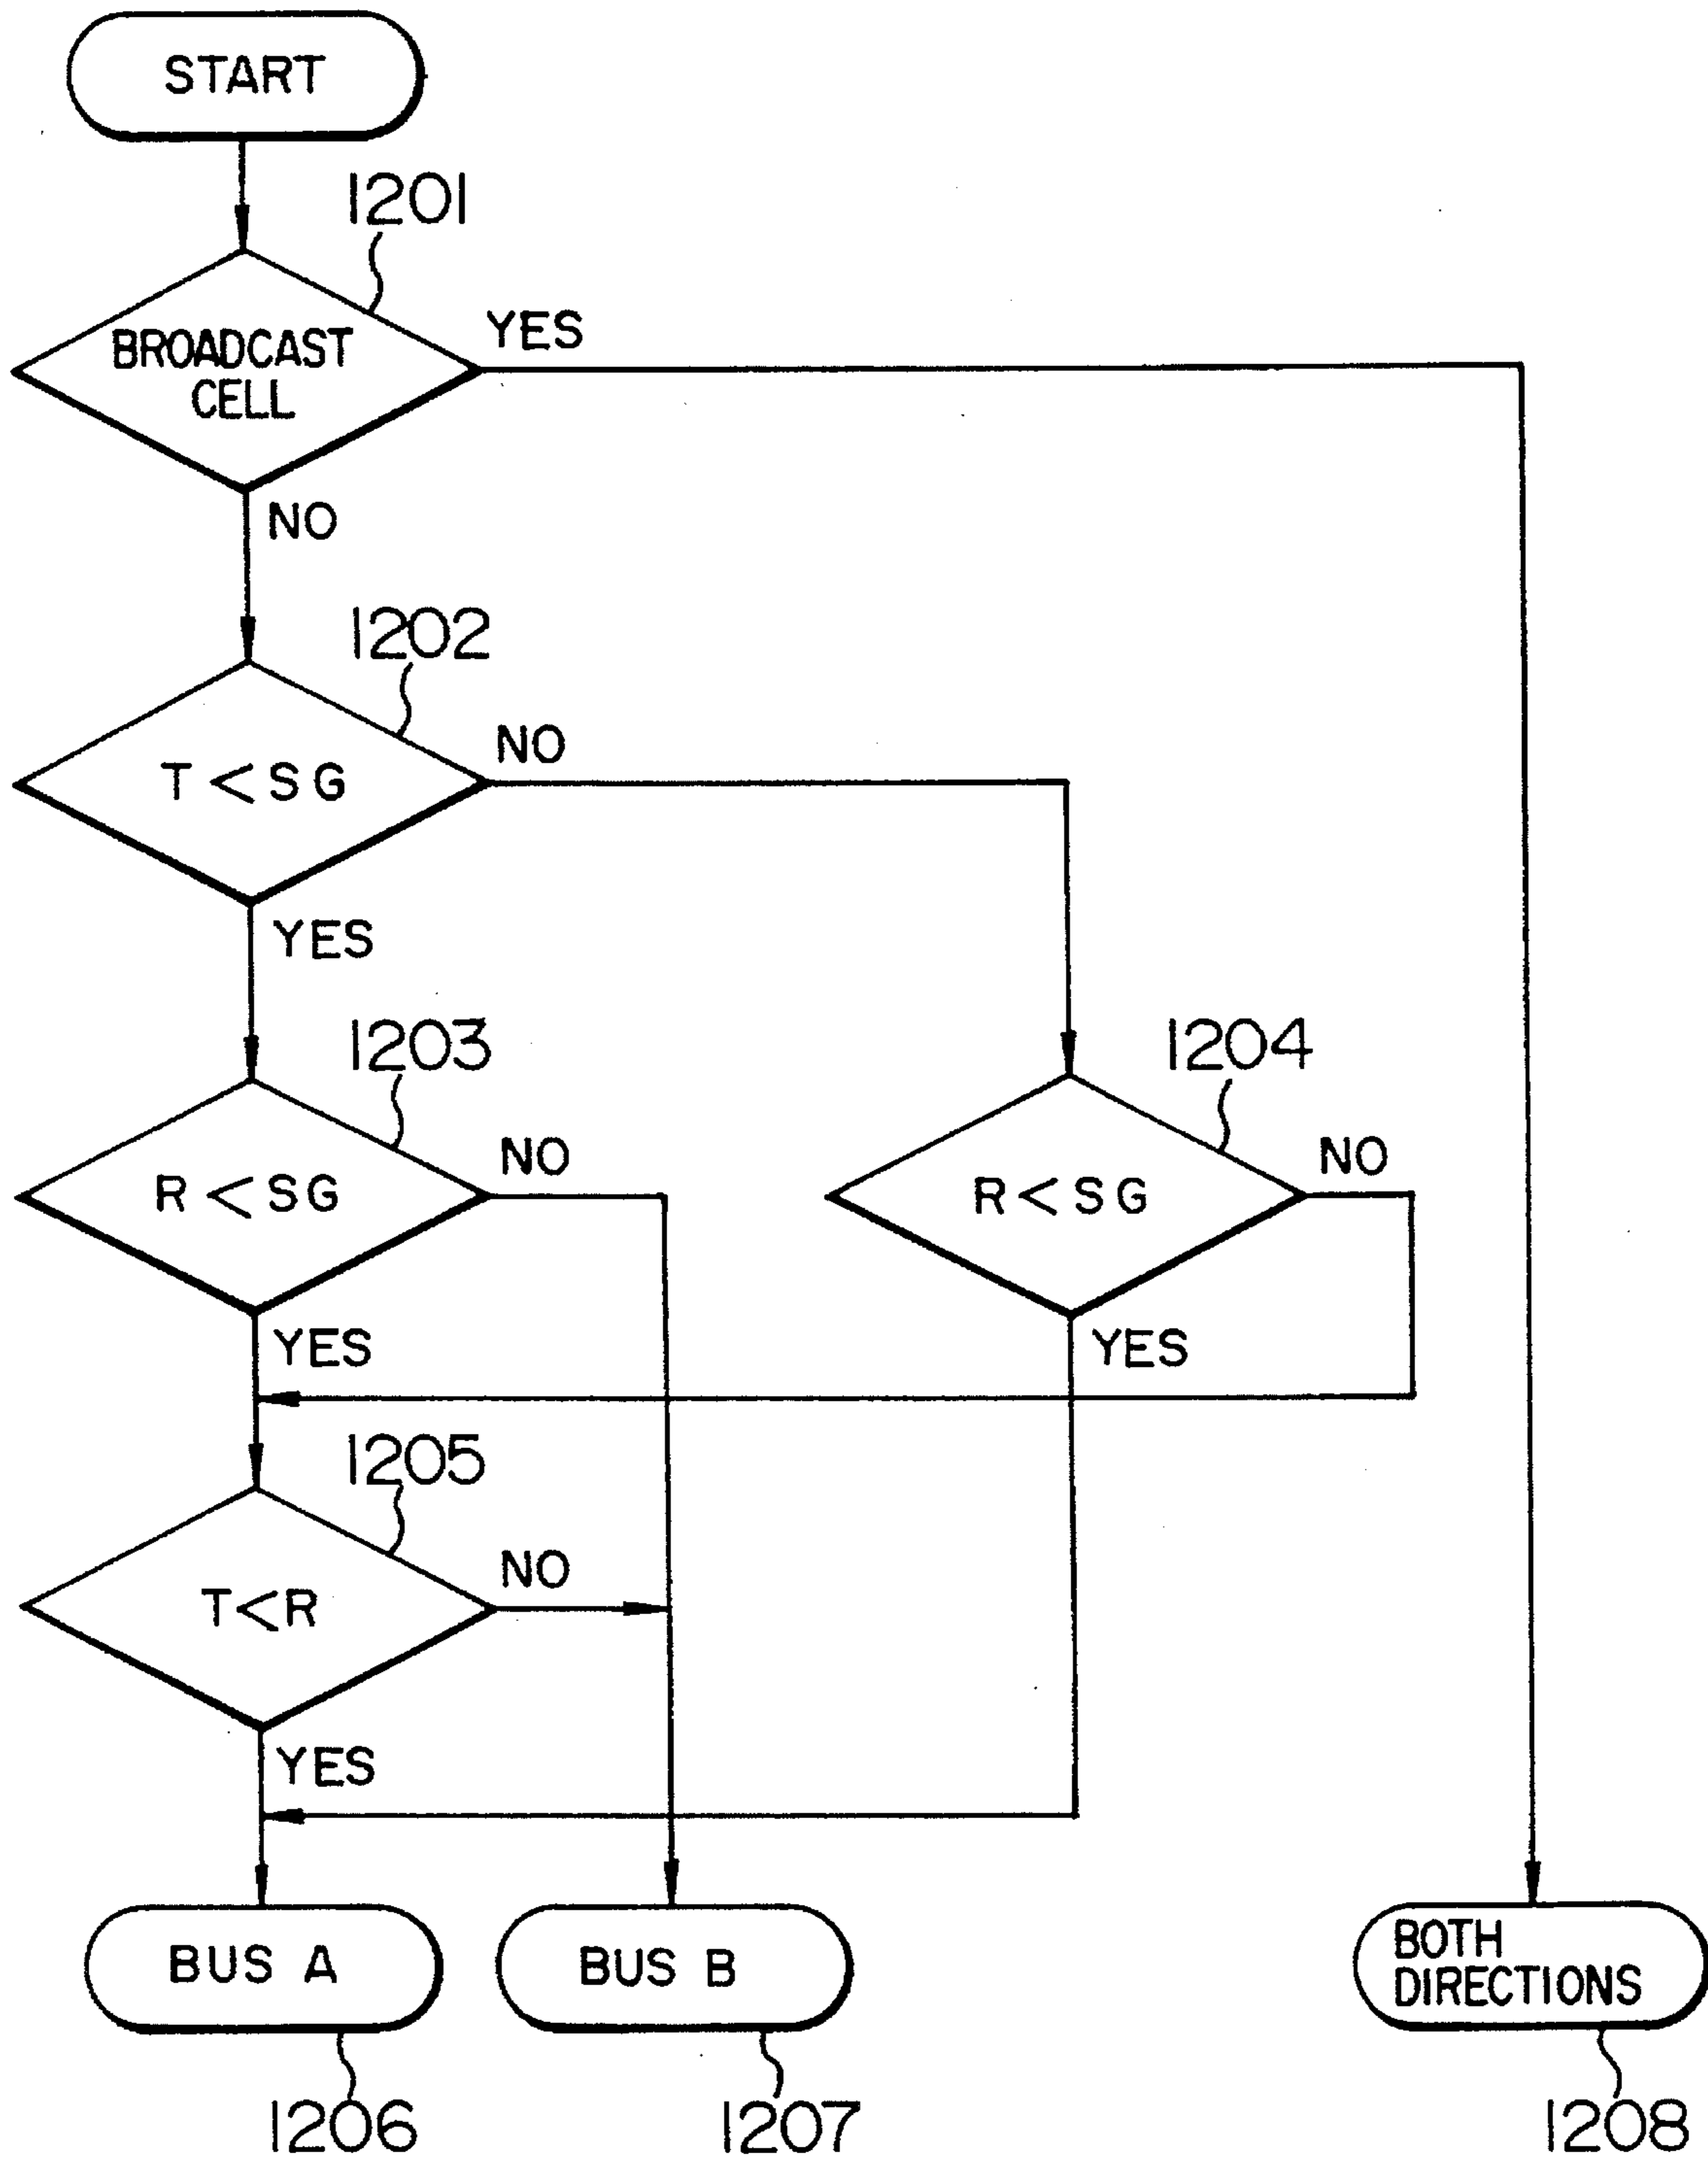 START
1201
BROADCAST
CELL
YES
NO
1202
T < SG
NO
YES
1203
R < SG
NO
YES
1204
R < SG
NO
YES
1205
T<R
NO
YES
BUS A
BUS B
BOTH
DIRECTIONS
1206
1207
1208